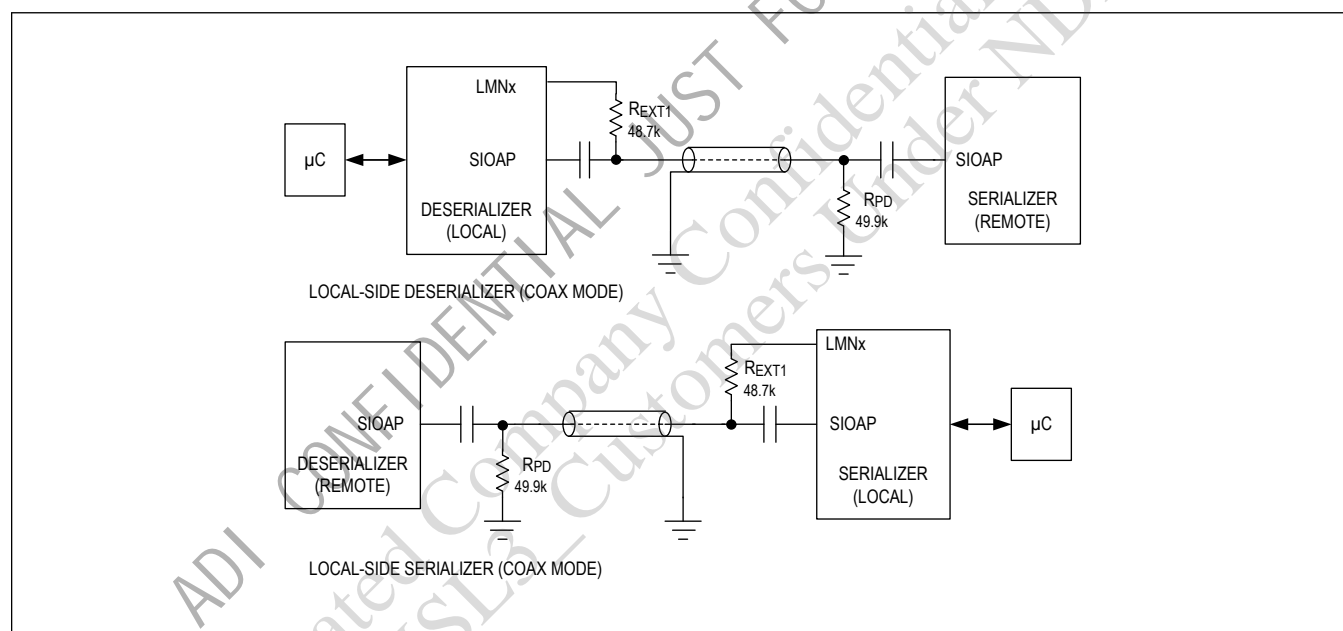 LMNx
REXT1
48.7k
µC
SIOAP
DESERIALIZER
(LOCAL)
RPD
49.9k
SIOAP
SERIALIZER
(REMOTE)
LOCAL-SIDE DESERIALIZER (COAX MODE)
SIOAP
DESERIALIZER
(REMOTE)
RPD
49.9k
REXT1
48.7k
LMNx
SIOAP
SERIALIZER
(LOCAL)
µC
LOCAL-SIDE SERIALIZER (COAX MODE)
ADI CONFIDENTIAL JUST
Company Confidential
Customers Under